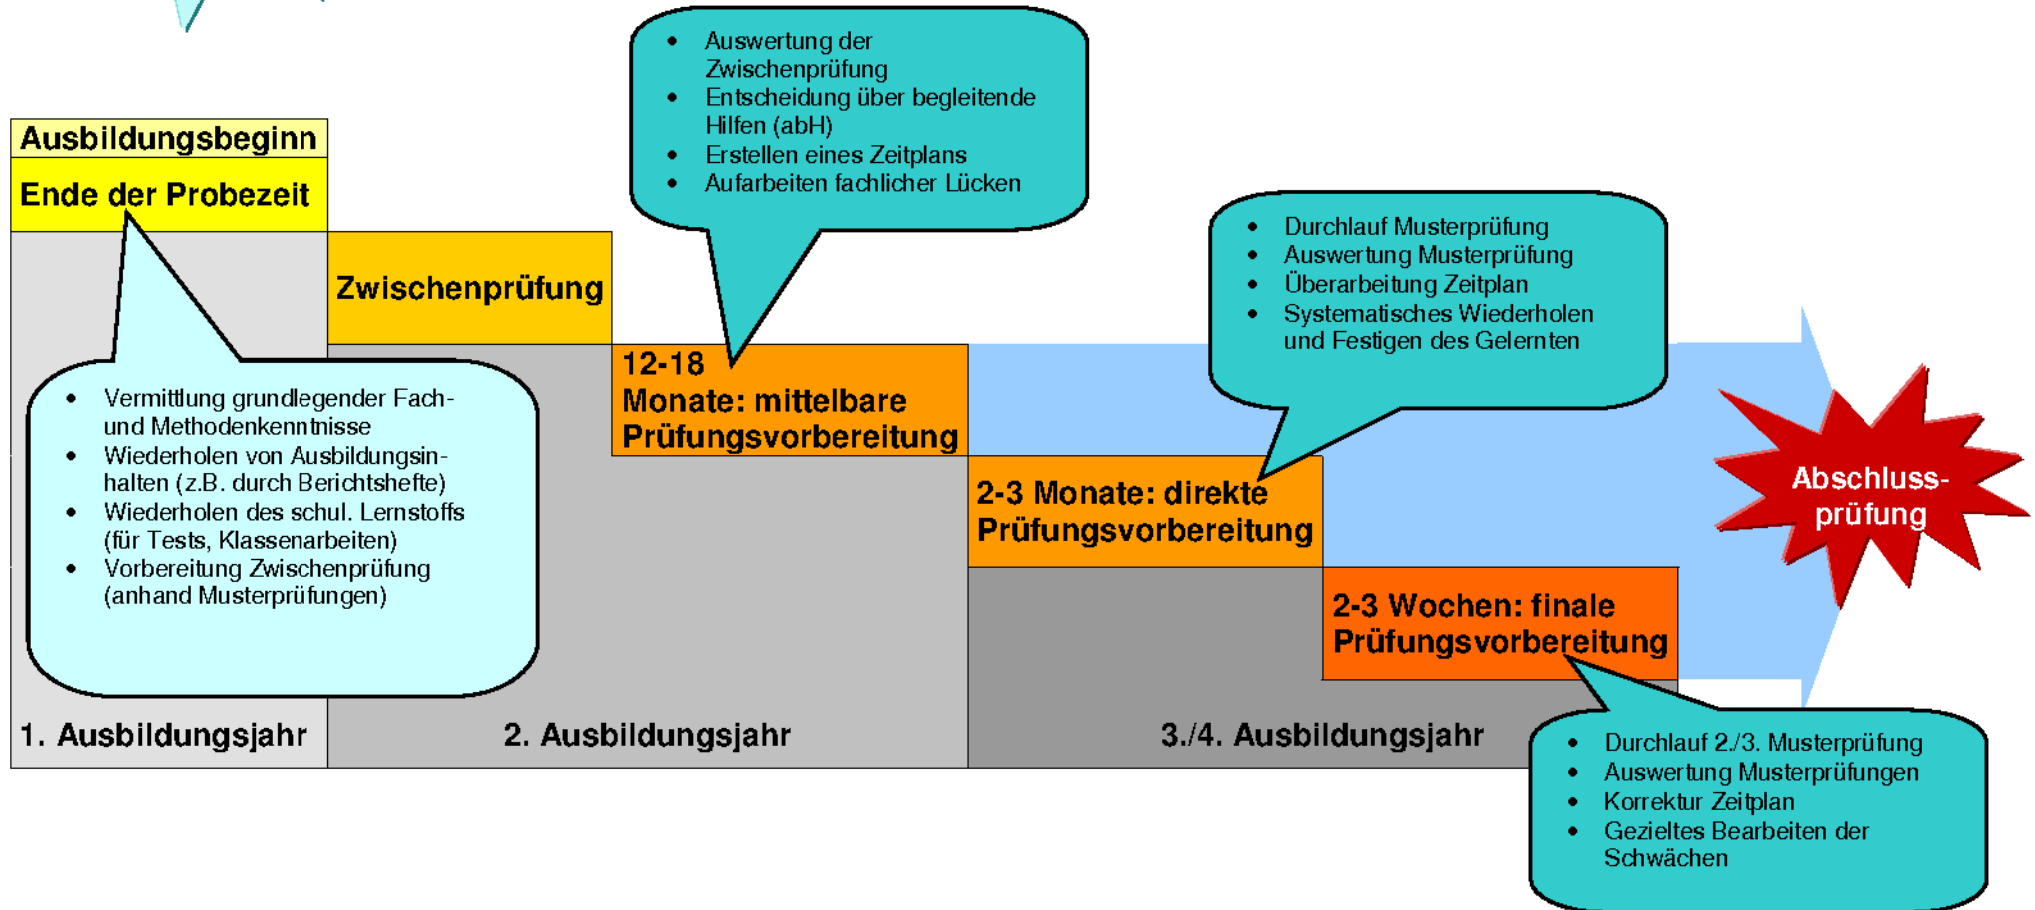 Auswertung der
Zwischenprüfung
Entscheidung über begleitende
Hilfen (abH)
Erstellen eines Zeitplans
Aufarbeiten fachlicher Lücken
Ausbildungsbeginn
Ende der Probezeit
Durchlauf Musterprüfung
Auswertung Musterprüfung
Überarbeitung Zeitplan
Systematisches Wiederholen
und Festigen des Gelernten
Zwischenprüfung
12-18
Monate: mittelbare
Prüfungsvorbereitung
Vermittlung grundlegender Fach-
und Methodenkenntnisse
Wiederholen von Ausbildungsin-
halten (z.B. durch Berichtshefte)
Wiederholen des schul. Lernstoffs
(für Tests, Klassenarbeiten)
Vorbereitung Zwischenprüfung
(anhand Musterprüfungen)
2-3 Monate: direkte
Prüfungsvorbereitung
Abschluss-
prüfung
2-3 Wochen: finale
Prüfungsvorbereitung
1. Ausbildungsjahr
2. Ausbildungsjahr
3./4. Ausbildungsjahr
Durchlauf 2./3. Musterprüfung
Auswertung Musterprüfungen
Korrektur Zeitplan
Gezieltes Bearbeiten der
Schwächen